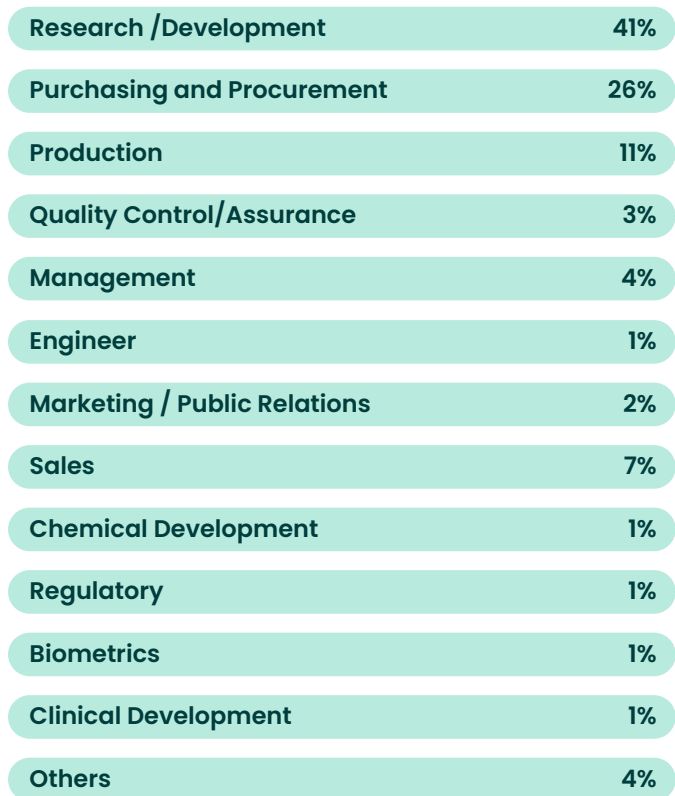 Research /Development 41%
Purchasing and Procurement 26%
Production 11%
Quality Control/Assurance 3%
Management 4%
Engineer 1%
Marketing / Public Relations 2%
Sales 7%
Chemical Development 1%
Regulatory 1%
Biometrics 1%
Clinical Development 1%
Others 4%